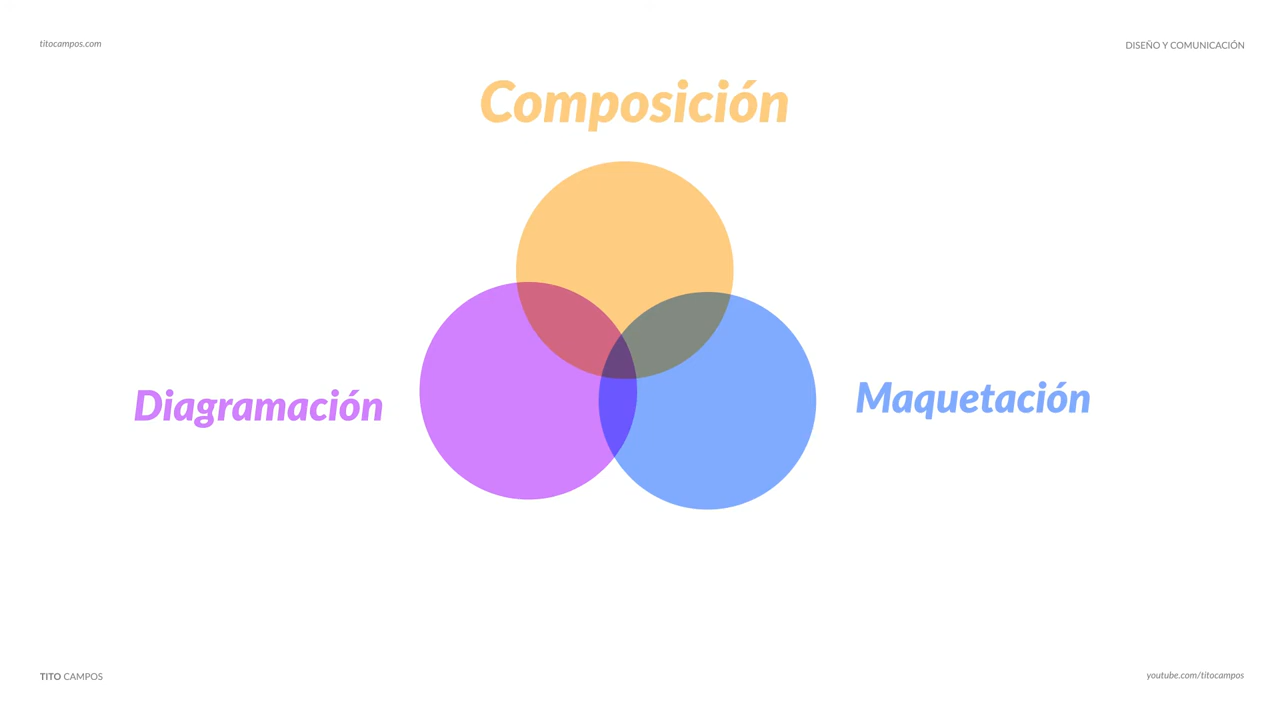 titocampos.com
DISEÑO Y COMUNICACIÓN
Composición
Diagramación
Maquetación
TITO CAMPOS
youtube.com/titocampos